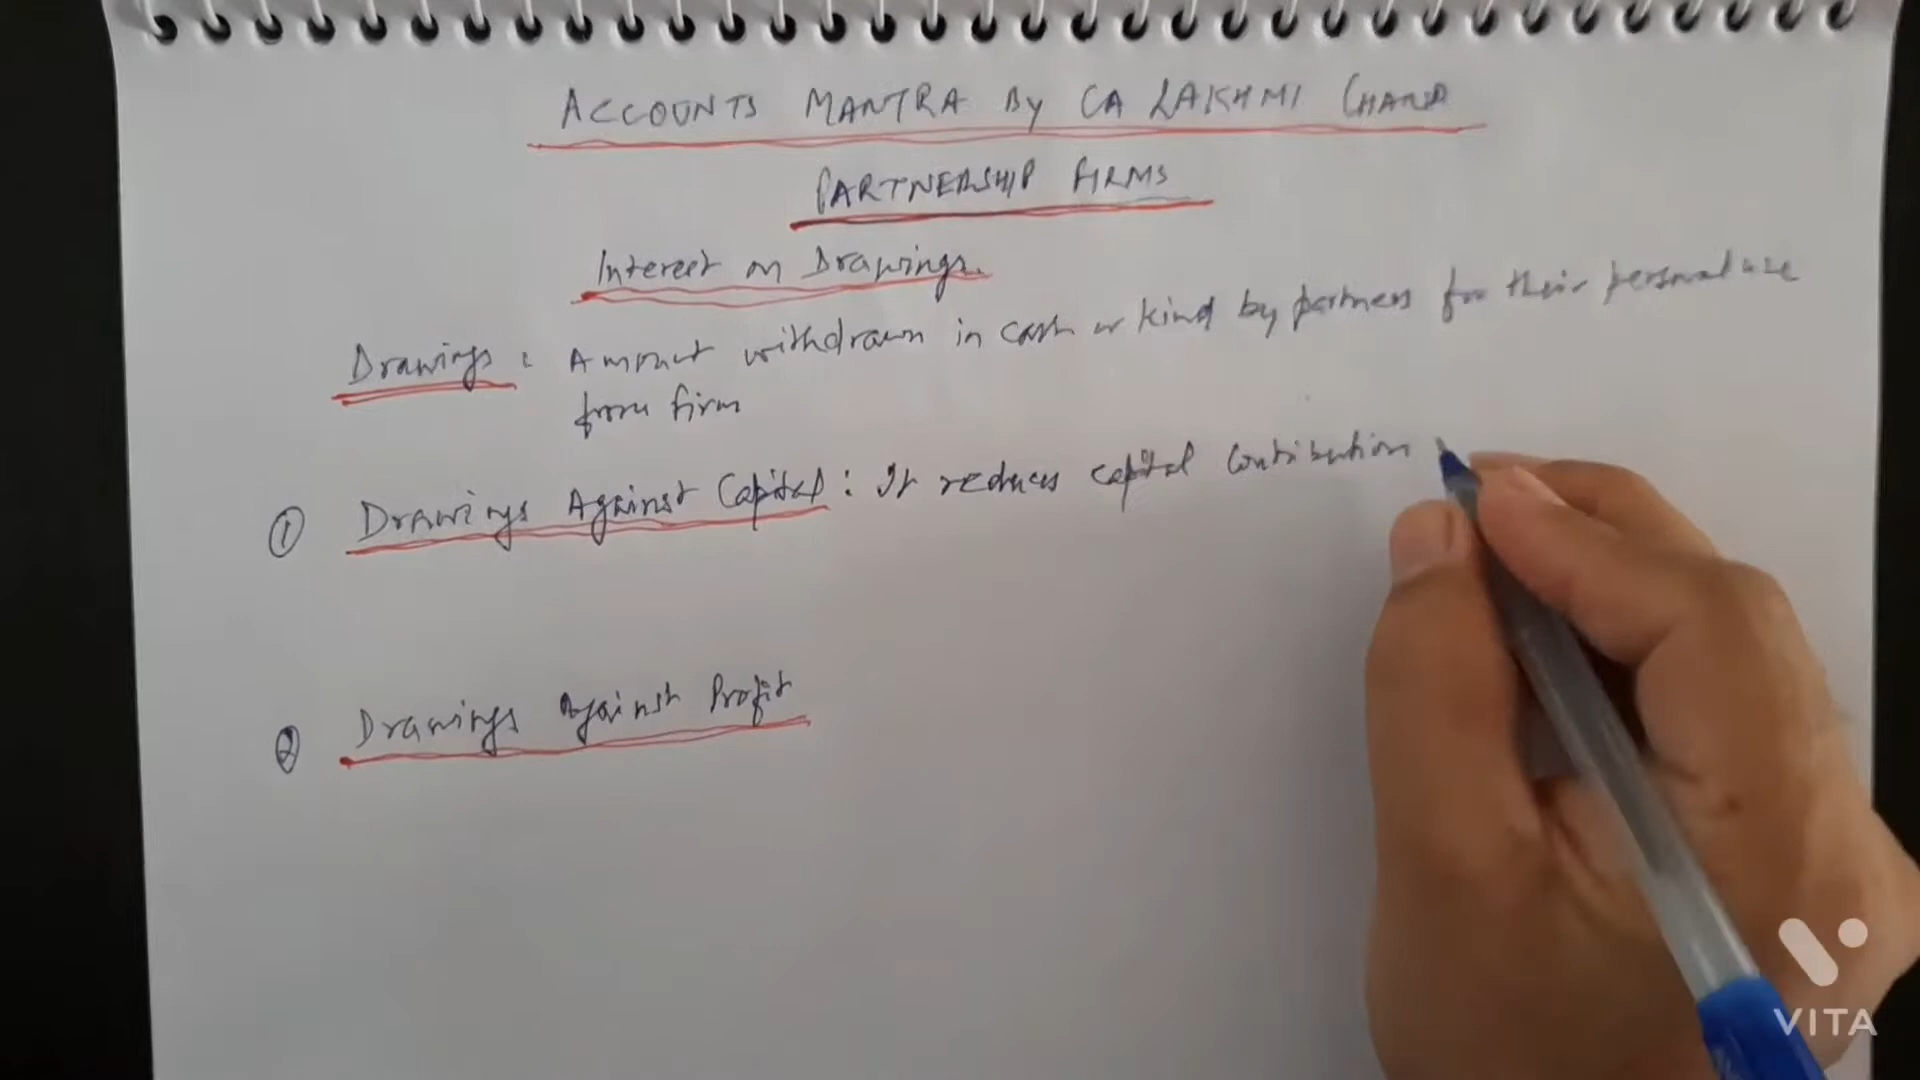 ACCOUNTS MANTRA By CA LAKHMI CHAND
PARTNERSHIP FIRMS
Interest on Drawings.
Drawings : Amount withdrawn in cash or kind by partners for their personal use
from firm
① Drawings Against Capital : It reduces capital contribution
② Drawings Against Profit
VITA